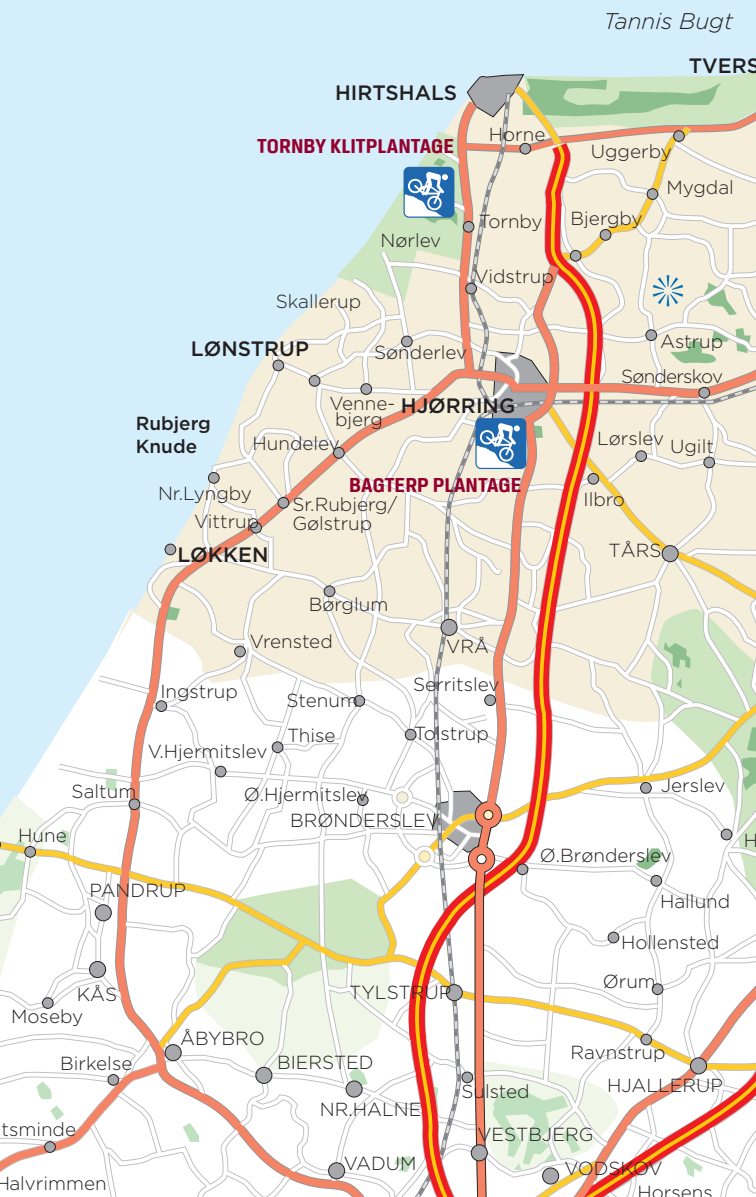 Tannis Bugt
TVERS
HIRTSHALS
Horne
TORNBY KLITPLANTAGE
Uggerby
Mygdal
Tornby
Bjergby
Nørlev
Vidstrup
Skallerup
Astrup
LØNSTRUP
Sønderlev
Sønderskov
Venne-
bjerg
HJØRRING
Rubjerg
Knude
Hundelev
Lørslev
Ugilt
BAGTERP PLANTAGE
Nr.Lyngby
Ilbro
Sr.Rubjerg/
Gølstrup
Vittrup
LØKKEN
TÅRS
Børglum
Vrensted
VRÅ
Ingstrup
Stenum
Serritslev
Thise
Tolstrup
V.Hjermitslev
Saltum
Ø.Hjermitslev
Jerslev
BRØNDERSLEV
Hune
H
Ø.Brønderslev
PANDRUP
Hallund
Hollensted
KÅS
TYLSTRUP
Ørum
Moseby
ÅBYBRO
Ravnstrup
Birkelse
BIERSTED
HJALLERUP
Sulsted
NR.HALNE
tsminde
VESTBJERG
VADUM
VODSKOV
Halvrimmen
Horsens